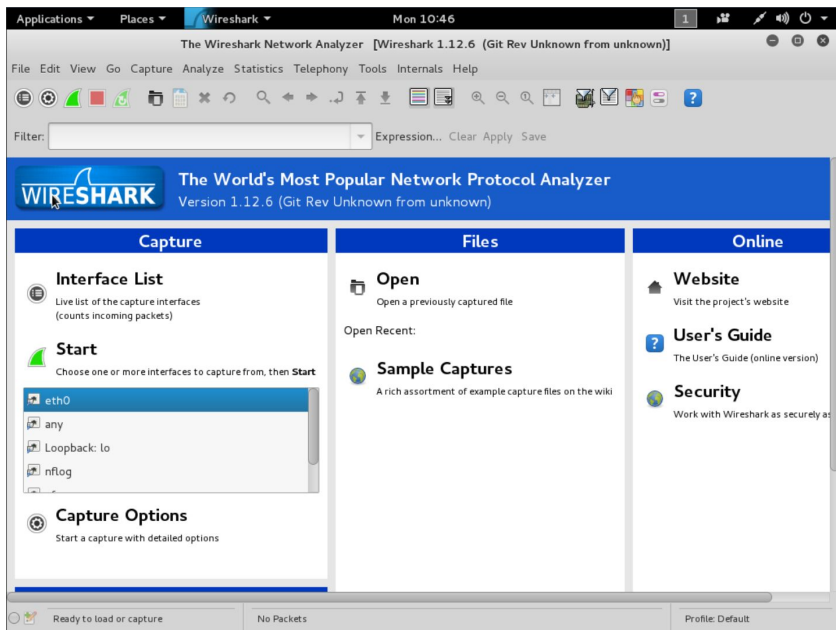 Applications Places Wireshark Mon 10:46 1
The Wireshark Network Analyzer [Wireshark 1.12.6 (Git Rev Unknown from unknown)]
File Edit View Go Capture Analyze Statistics Telephony Tools Internals Help
Filter: Expression... Clear Apply Save
WIRESHARK
The World's Most Popular Network Protocol Analyzer
Version 1.12.6 (Git Rev Unknown from unknown)
Capture
Interface List
Live list of the capture interfaces
(counts incoming packets)
Start
Choose one or more interfaces to capture from, then Start
eth0
any
Loopback: lo
nflog
Capture Options
Start a capture with detailed options
Files
Open
Open a previously captured file
Open Recent:
Sample Captures
A rich assortment of example capture files on the wiki
Online
Website
Visit the project's website
User's Guide
The User's Guide (online version)
Security
Work with Wireshark as securely as
Ready to load or capture No Packets Profile: Default